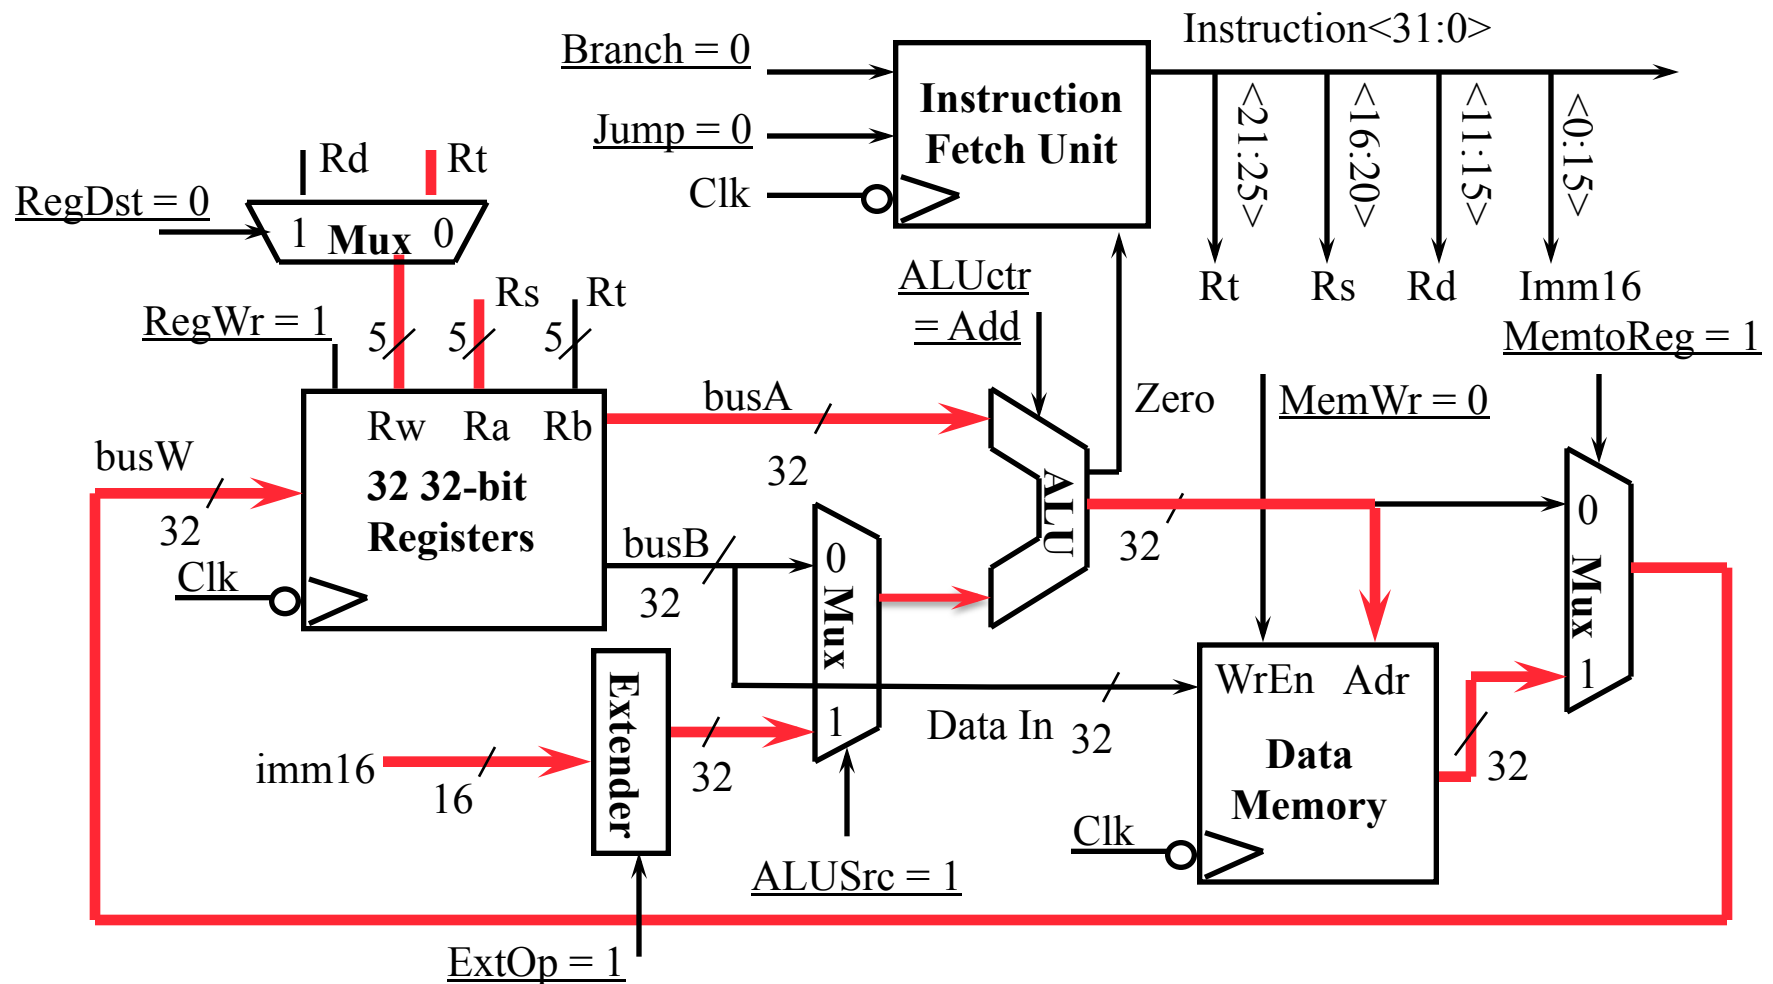 Instruction<31:0>
Branch = 0
Instruction
Fetch Unit
Jump = 0
Clk
<21:25>
<16:20>
<11:15>
<0:15>
Rd
Rt
RegDst = 0
1
Mux
0
Rt
Rs
Rd
Imm16
ALUctr
= Add
Rs
Rt
RegWr = 1
5
5
5
MemtoReg = 1
Zero
MemWr = 0
busA
32
Rw
Ra
Rb
busW
32
32 32-bit
Registers
Clk
busB
32
0
Mux
1
ALU
32
0
Mux
1
WrEn
Adr
Data In
32
Data
Memory
32
Clk
imm16
16
Extender
32
ALUSrc = 1
ExtOp = 1